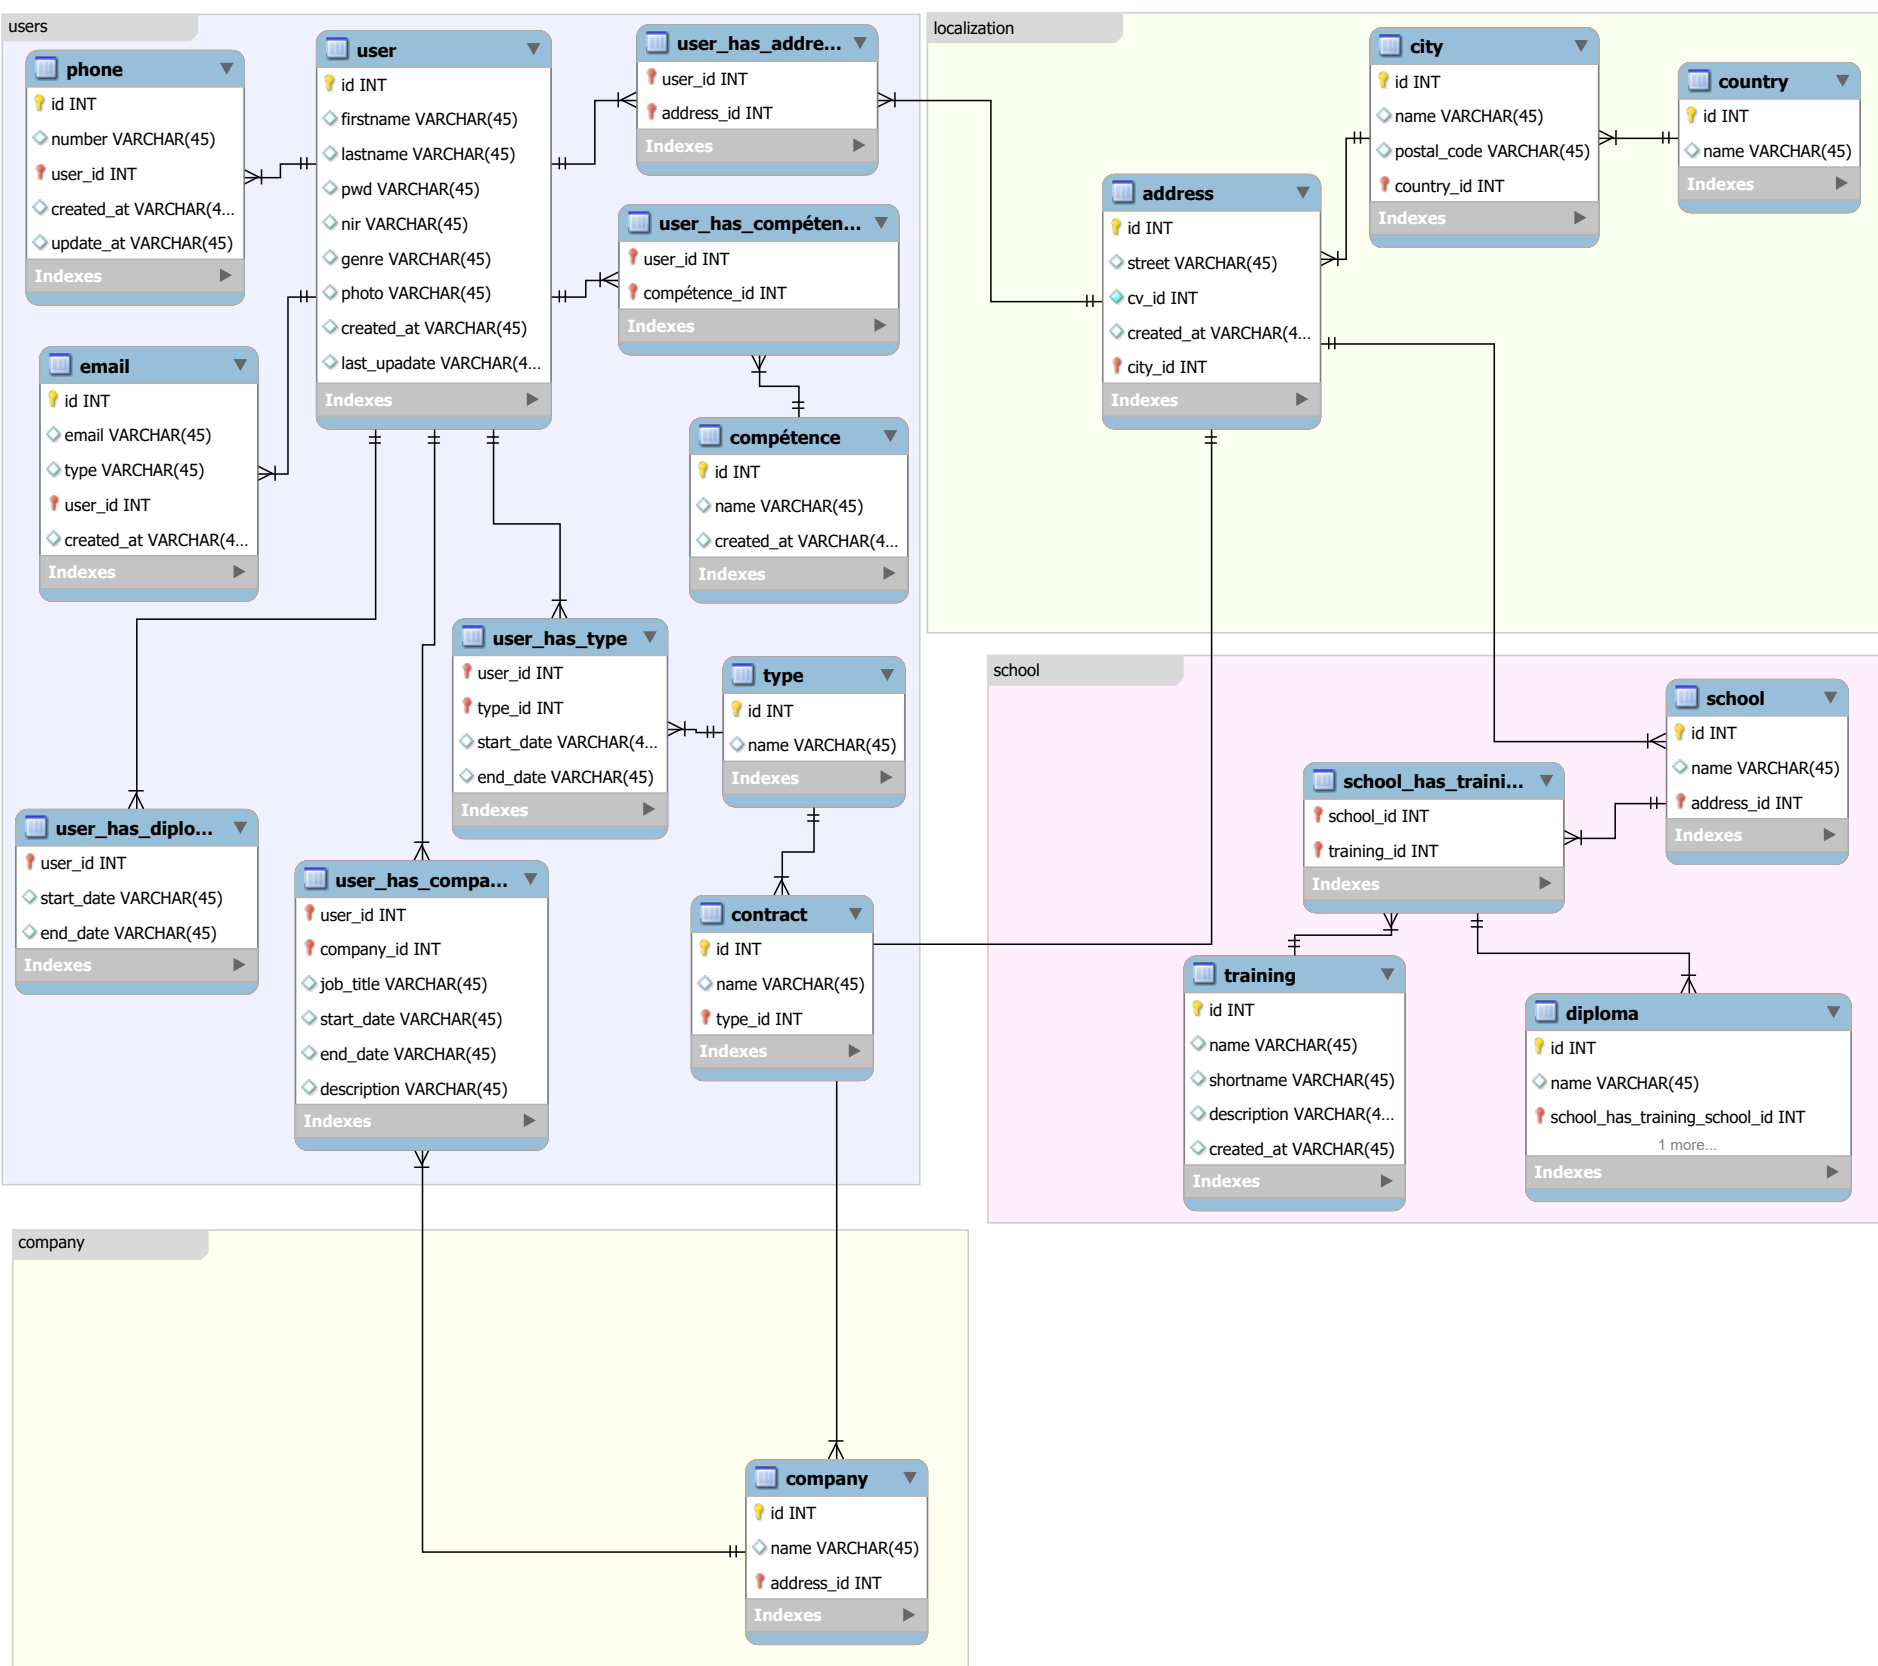 users
phone
id INT
number VARCHAR(45)
user_id INT
created_at VARCHAR(4...
update_at VARCHAR(45)
Indexes
user
id INT
firstname VARCHAR(45)
lastname VARCHAR(45)
pwd VARCHAR(45)
nir VARCHAR(45)
genre VARCHAR(45)
photo VARCHAR(45)
created_at VARCHAR(45)
last_upadate VARCHAR(4...
Indexes
user_has_addre...
user_id INT
address_id INT
Indexes
user_has_compéten...
user_id INT
compétence_id INT
Indexes
email
id INT
email VARCHAR(45)
type VARCHAR(45)
user_id INT
created_at VARCHAR(4...
Indexes
compétence
id INT
name VARCHAR(45)
created_at VARCHAR(4...
Indexes
user_has_type
user_id INT
type_id INT
start_date VARCHAR(4...
end_date VARCHAR(45)
Indexes
type
id INT
name VARCHAR(45)
Indexes
user_has_diplo...
user_id INT
start_date VARCHAR(45)
end_date VARCHAR(45)
Indexes
user_has_compa...
user_id INT
company_id INT
job_title VARCHAR(45)
start_date VARCHAR(45)
end_date VARCHAR(45)
description VARCHAR(45)
Indexes
contract
id INT
name VARCHAR(45)
type_id INT
Indexes
localization
city
id INT
name VARCHAR(45)
postal_code VARCHAR(45)
country_id INT
Indexes
country
id INT
name VARCHAR(45)
Indexes
address
id INT
street VARCHAR(45)
cv_id INT
created_at VARCHAR(4...
city_id INT
Indexes
school
school
id INT
name VARCHAR(45)
address_id INT
Indexes
school_has_traini...
school_id INT
training_id INT
Indexes
training
id INT
name VARCHAR(45)
shortname VARCHAR(45)
description VARCHAR(4...
created_at VARCHAR(45)
Indexes
diploma
id INT
name VARCHAR(45)
school_has_training_school_id INT
1 more...
Indexes
company
company
id INT
name VARCHAR(45)
address_id INT
Indexes